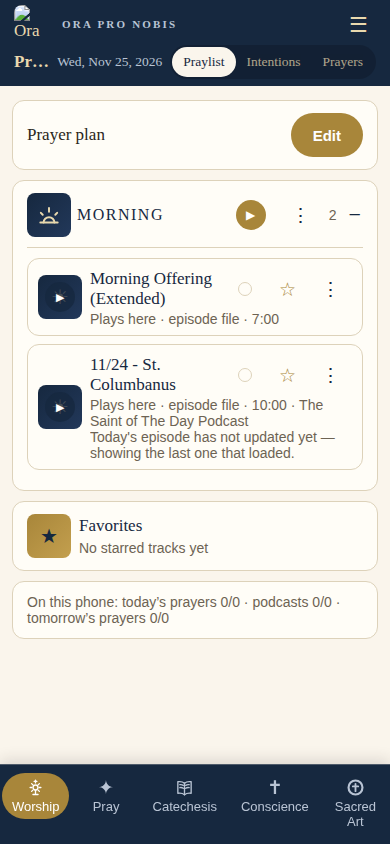 Ora
ORA PRO NOBIS
Pr… Wed, Nov 25, 2026 Praylist Intentions Prayers
Prayer plan Edit
MORNING 2
Morning Offering
(Extended)
Plays here · episode file · 7:00
11/24 - St.
Columbanus
Plays here · episode file · 10:00 · The
Saint of The Day Podcast
Today's episode has not updated yet —
showing the last one that loaded.
Favorites
No starred tracks yet
On this phone: today's prayers 0/0 · podcasts 0/0 ·
tomorrow's prayers 0/0
Worship Pray Catechesis Conscience Sacred
Art